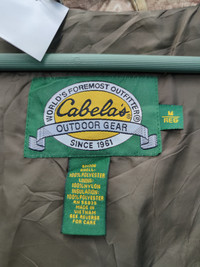 WORLD'S FOREMOST OUTFITTER®
Cabela's
OUTDOOR GEAR
SINCE 1961
M
REG
100% POLYESTER
100% NYLON
INSULATION:
100% POLYESTER
MADE IN
VIETNAM
SEE REVERSE
FOR CARE